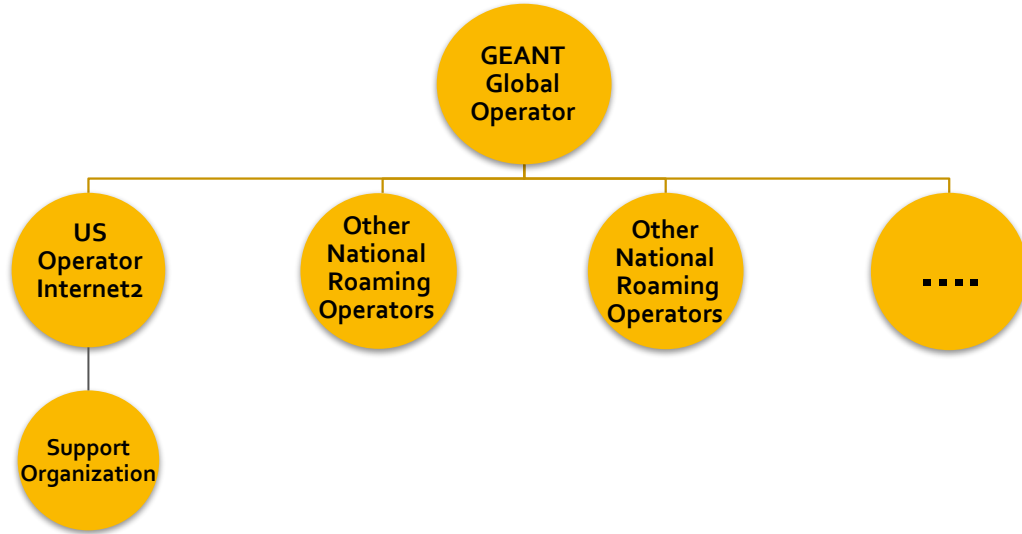 GEANT
Global
Operator
US
Operator
Internet2
Other
National
Roaming
Operators
Other
National
Roaming
Operators
....
Support
Organization